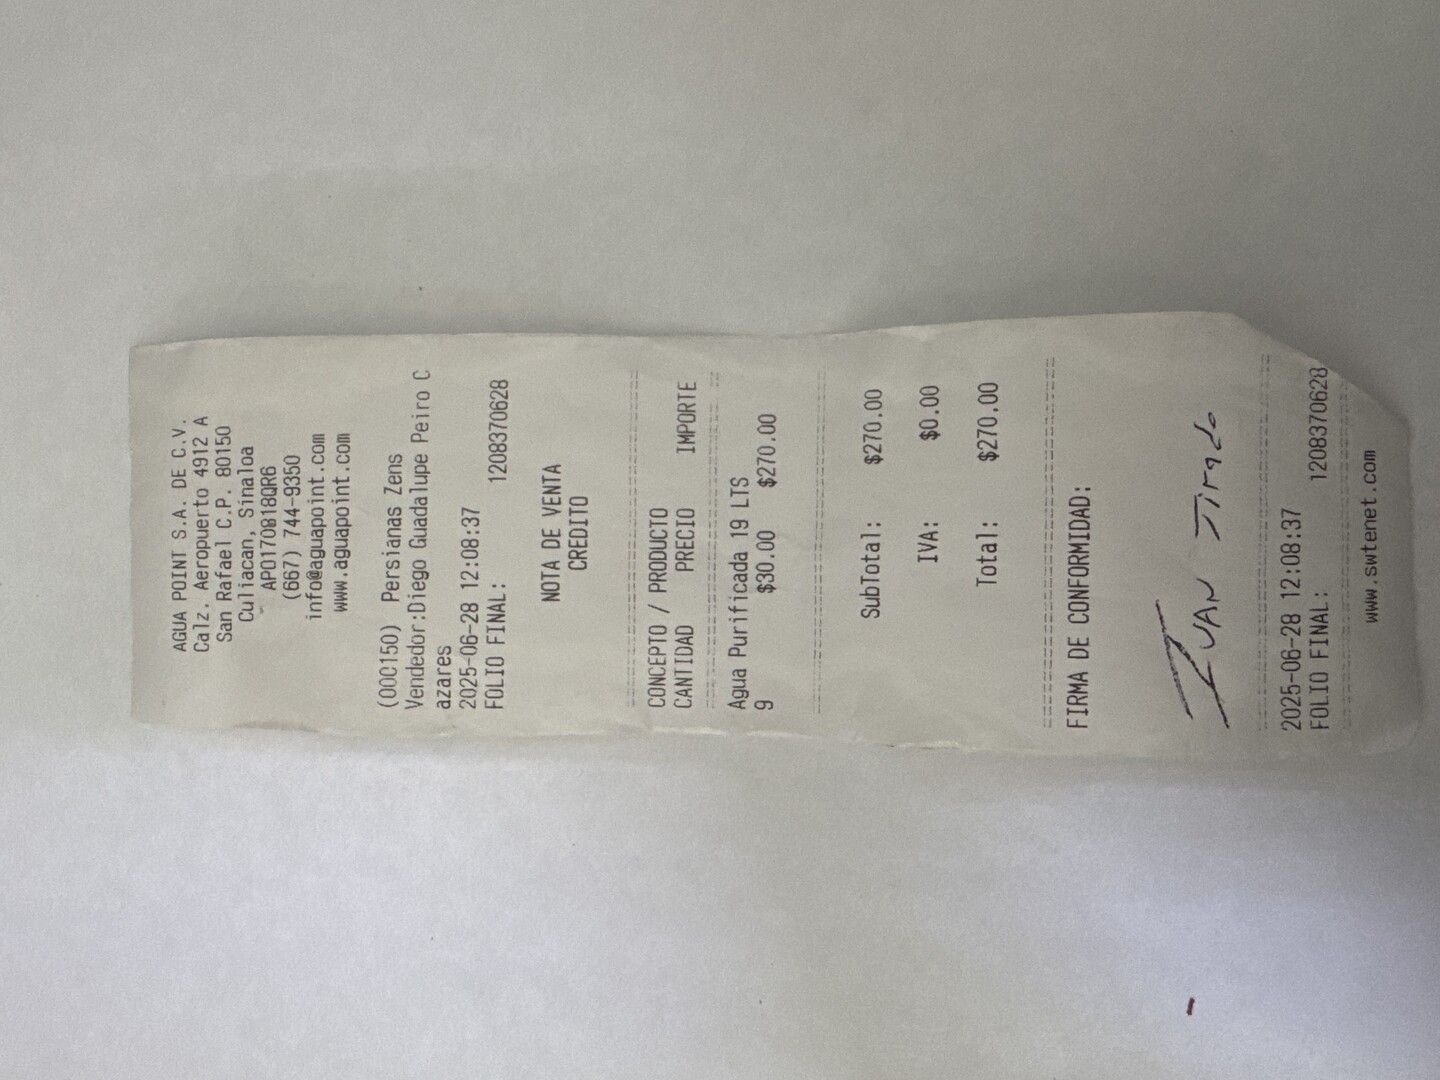 AGUA POINT S.A. DE C.V.
Calz. Aeropuerto 4912 A
San Rafael C.P. 80150
Culiacan, Sinaloa
APO170818QR6
(667) 744-9350
info@aguapoint.com
www.aguapoint.com
(000150) Persianas Zens
Vendedor:Diego Guadalupe Peiro C
azares
2025-06-28 12:08:37
FOLIO FINAL: 1208370628
NOTA DE VENTA
CREDITO
CONCEPTO / PRODUCTO
CANTIDAD PRECIO IMPORTE
Agua Purificada 19 LTS
9 $30.00 $270.00
SubTotal: $270.00
IVA: $0.00
Total: $270.00
FIRMA DE CONFORMIDAD:
IVAN Tirado
2025-06-28 12:08:37
FOLIO FINAL: 1208370628
www.swtenet.com